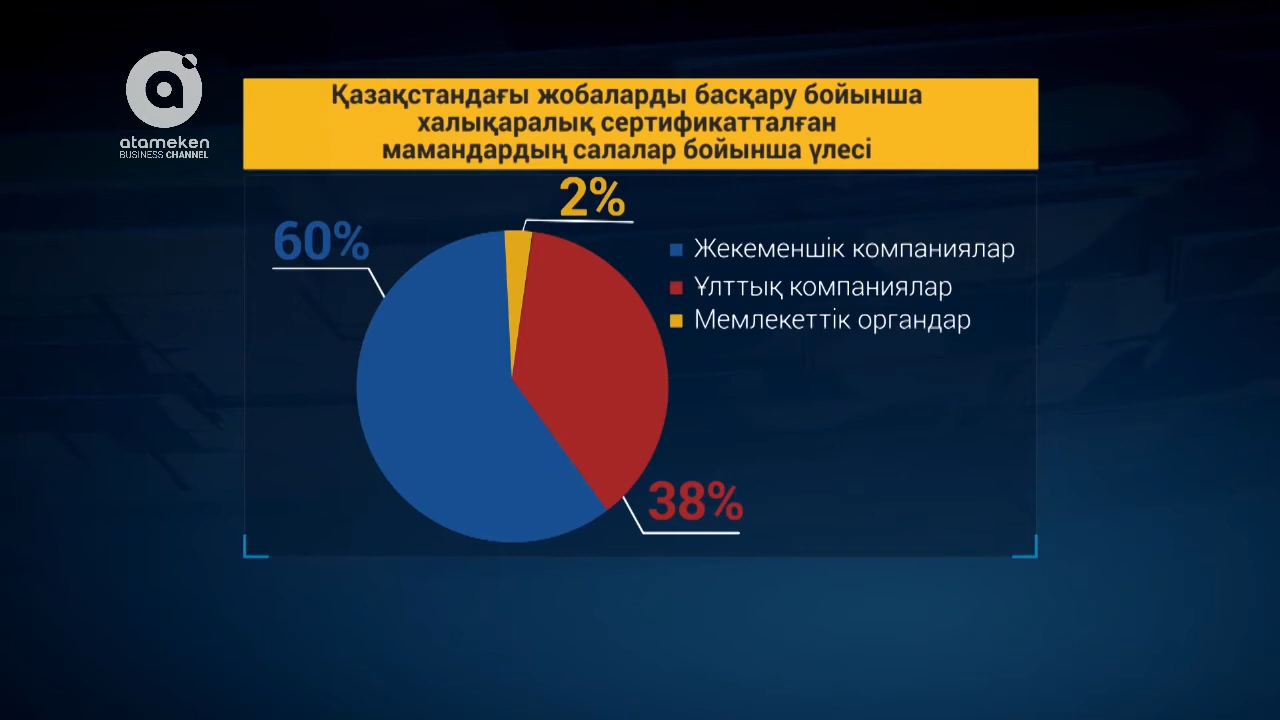 atameken
BUSINESS CHANNEL
Қазақстандағы жобаларды басқару бойынша
халықаралық сертификатталған
мамандардың салалар бойынша үлесі
2%
60%
Жекеменшік компаниялар
Ұлттық компаниялар
Мемлекеттік органдар
38%